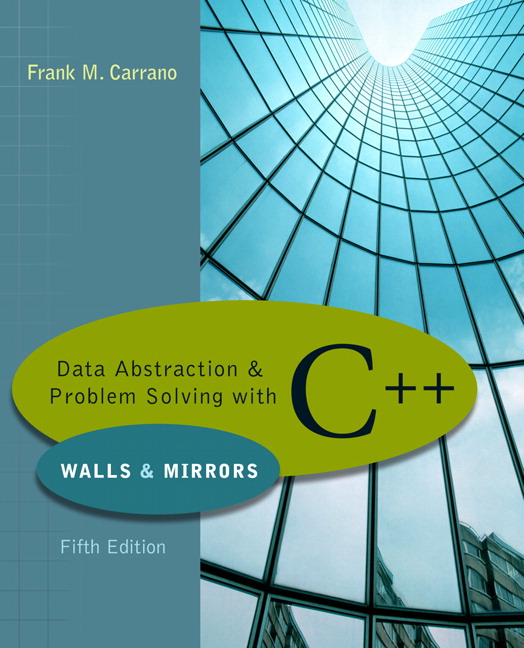 Frank M. Carrano
Data Abstraction &
Problem Solving with
C++
WALLS & MIRRORS
Fifth Edition